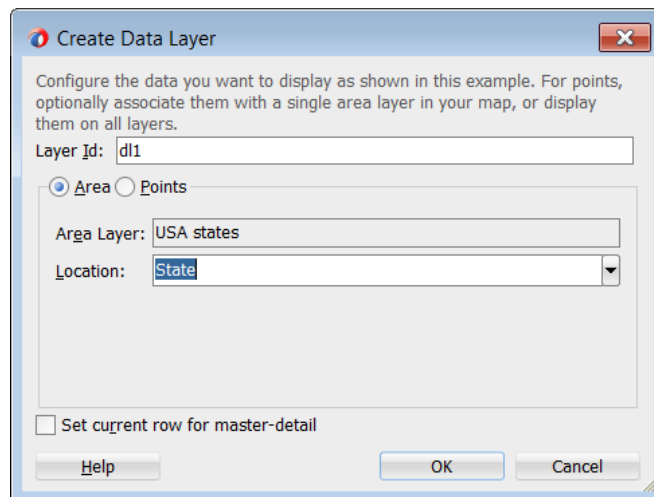 Create Data Layer
Configure the data you want to display as shown in this example. For points,
optionally associate them with a single area layer in your map, or display
them on all layers.
Layer Id: dl1
Area Points
Area Layer: USA states
Location: State
Set current row for master-detail
Help OK Cancel